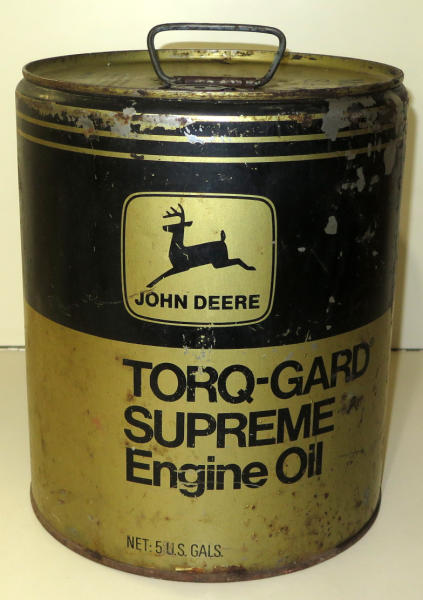 JOHN DEERE
TORQ-GARD
SUPREME
Engine Oil
NET: 5 U.S. GALS.